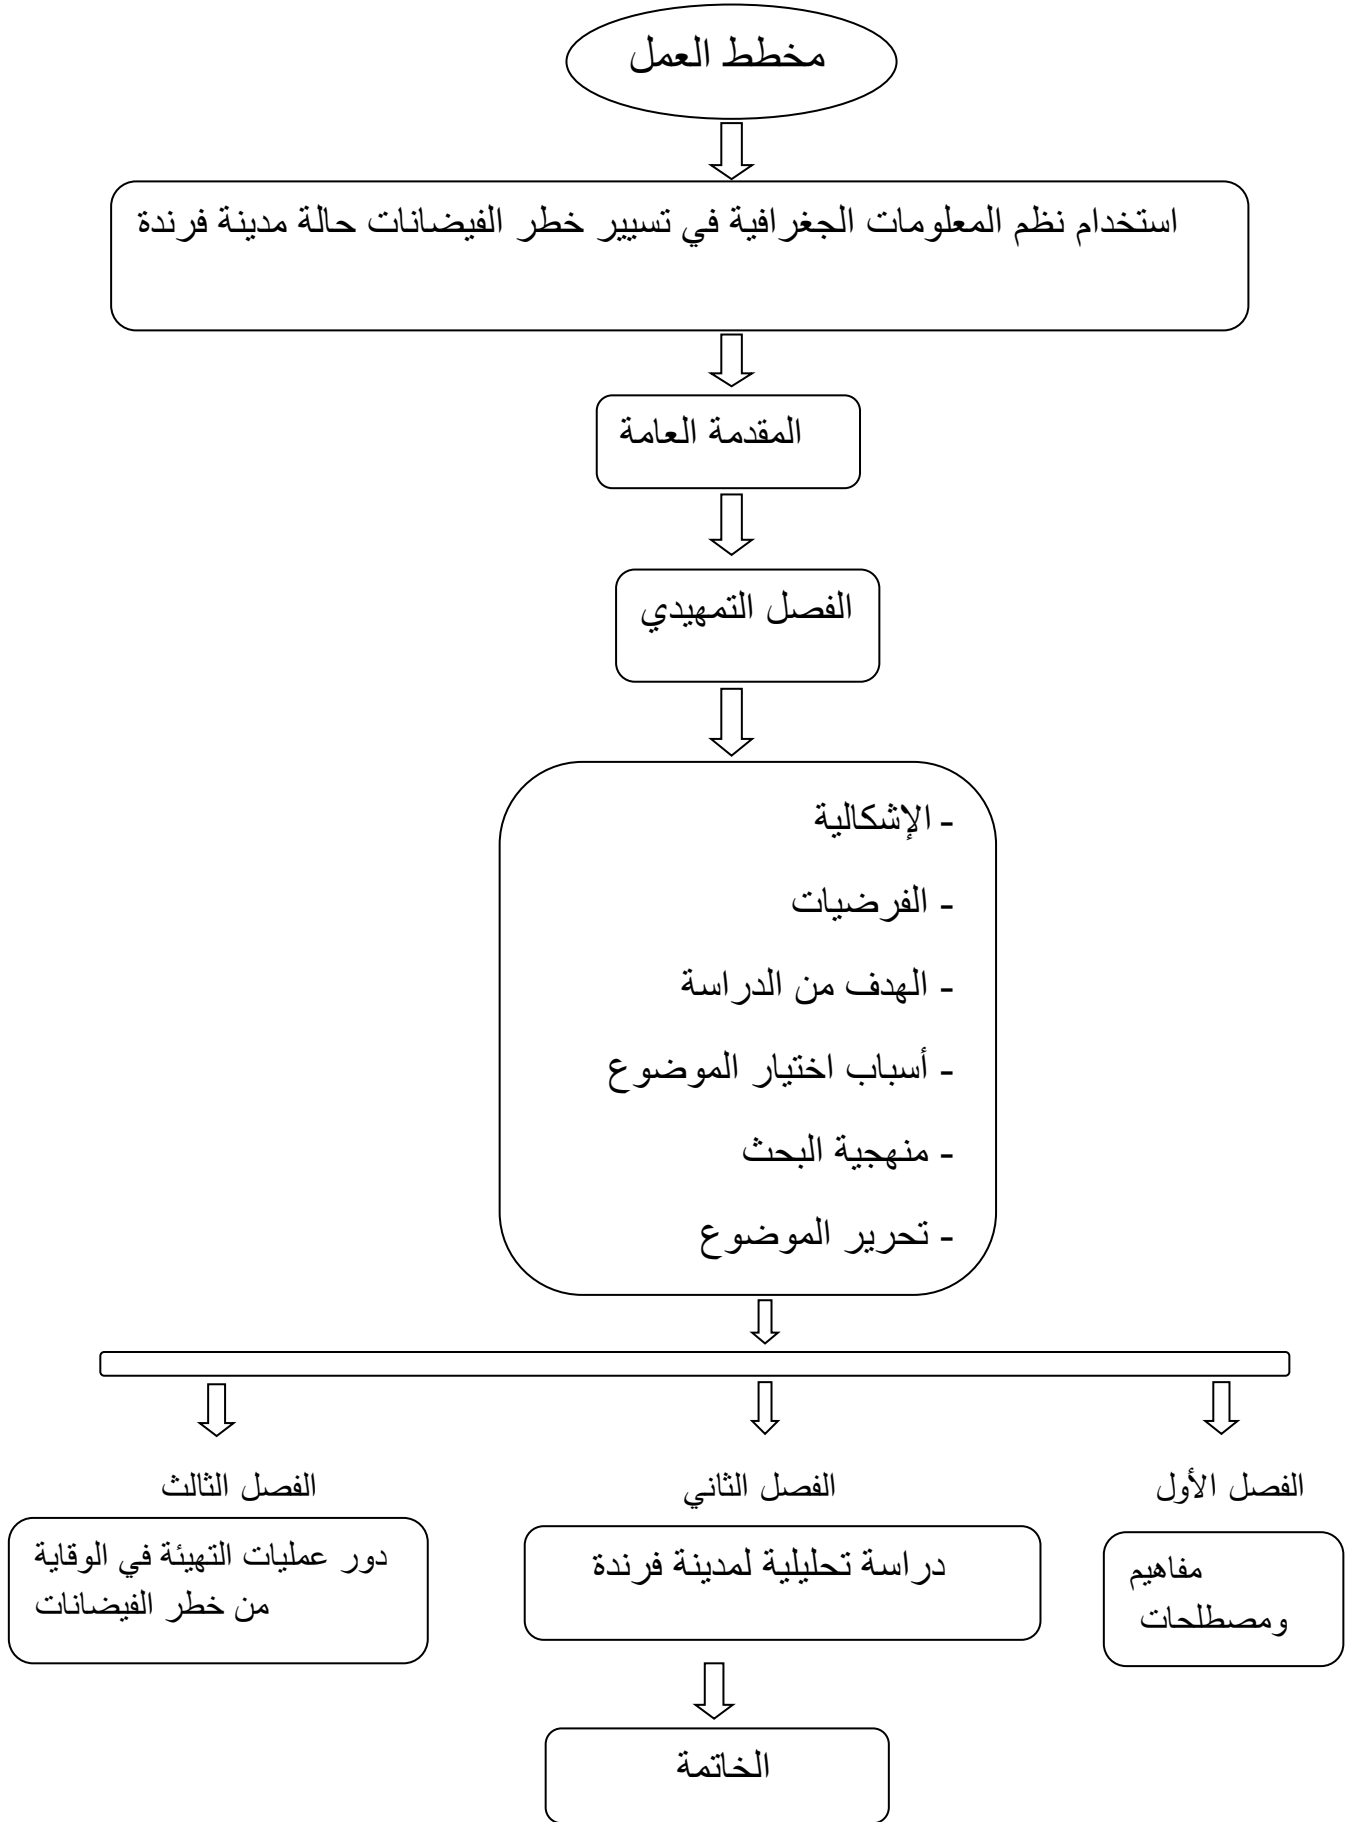 مخطط العمل
استخدام نظم المعلومات الجغرافية في تسيير خطر الفيضانات حالة مدينة فرندة
المقدمة العامة
الفصل التمهيدي
- الإشكالية
- الفرضيات
- الهدف من الدراسة
- أسباب اختيار الموضوع
- منهجية البحث
- تحرير الموضوع
الفصل الأول
مفاهيم
ومصطلحات
الفصل الثاني
دراسة تحليلية لمدينة فرندة
الفصل الثالث
دور عمليات التهيئة في الوقاية
من خطر الفيضانات
الخاتمة